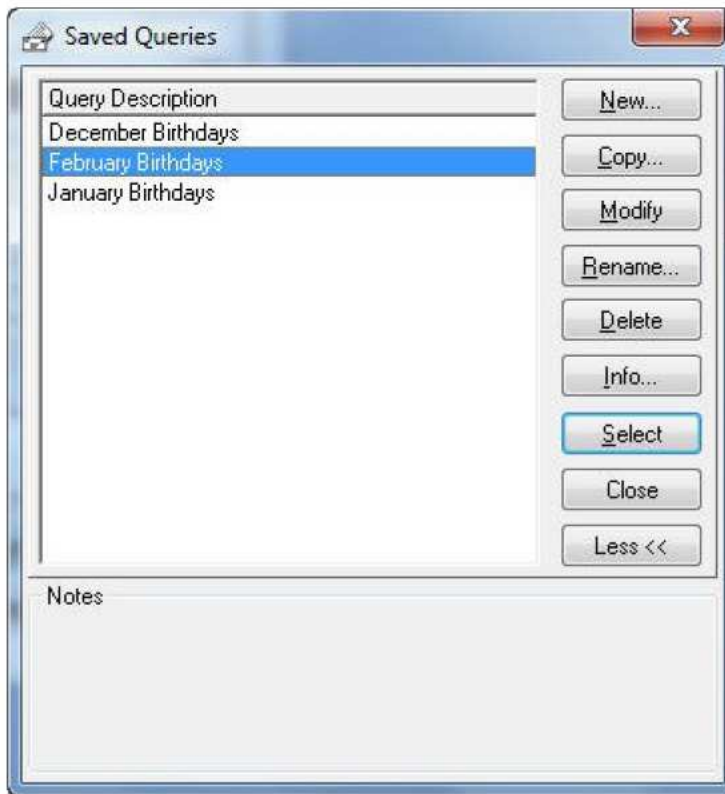 Saved Queries
Query Description
December Birthdays
February Birthdays
January Birthdays
New...
Copy...
Modify
Rename...
Delete
Info...
Select
Close
Less <<
Notes